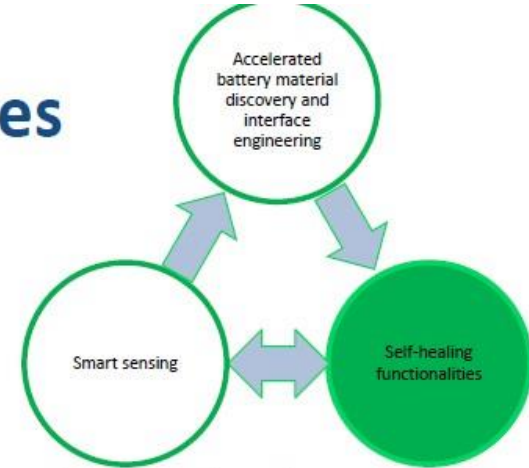 es
Accelerated
battery material
discovery and
interface
engineering
Smart sensing
Self-healing
functionalities